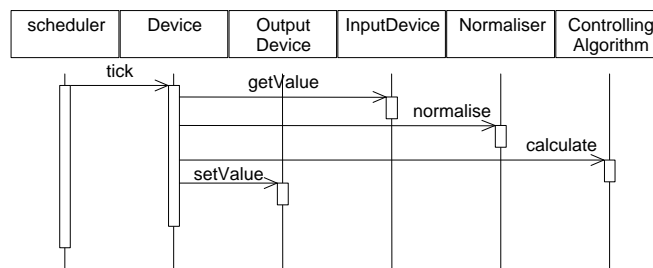 scheduler
Device
Output
Device
InputDevice
Normaliser
Controlling
Algorithm
tick
getValue
normalise
calculate
setValue